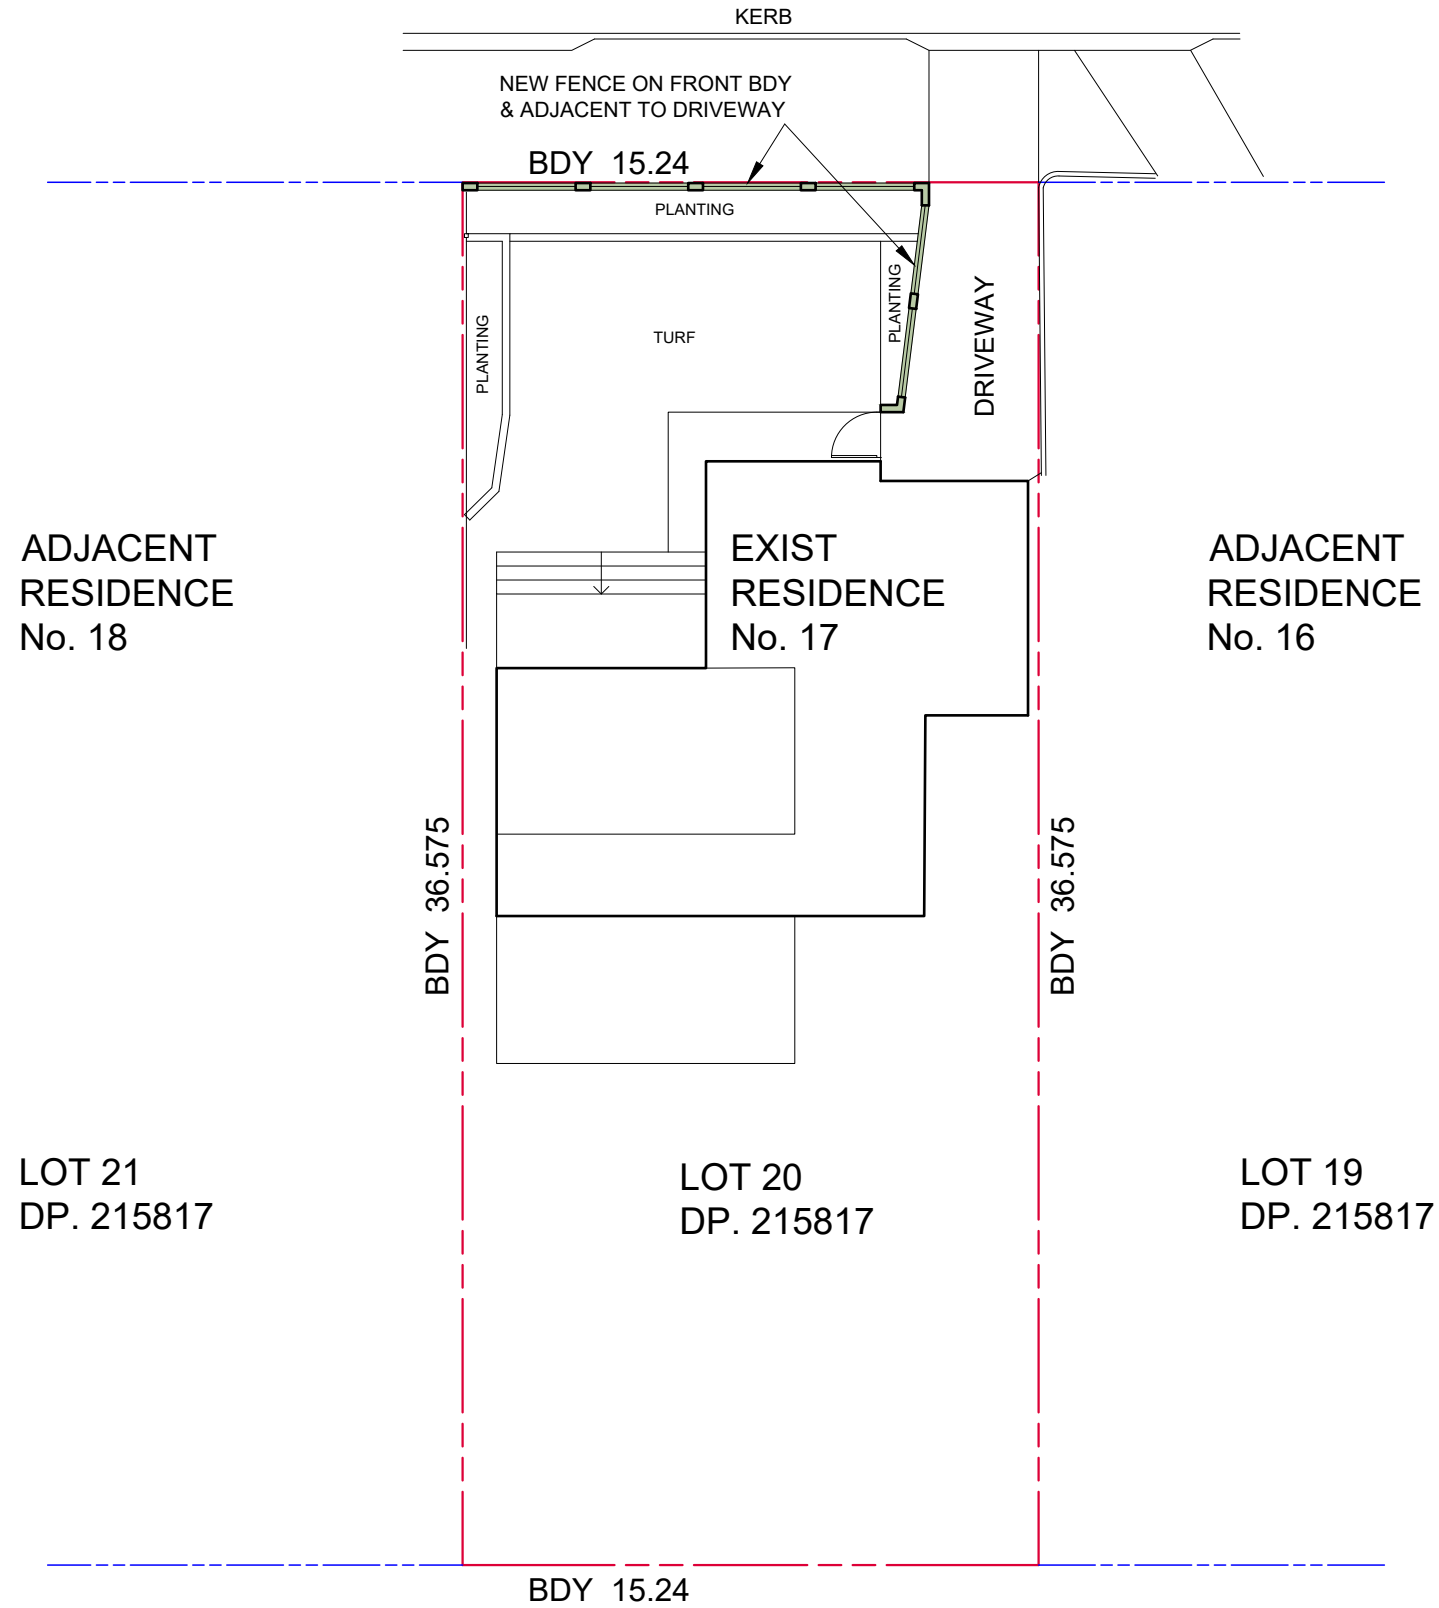 KERB
NEW FENCE ON FRONT BDY
& ADJACENT TO DRIVEWAY
BDY 15.24
PLANTING
PLANTING
TURF
PLANTING
DRIVEWAY
ADJACENT
RESIDENCE
No. 18
EXIST
RESIDENCE
No. 17
ADJACENT
RESIDENCE
No. 16
BDY 36.575
BDY 36.575
LOT 21
DP. 215817
LOT 20
DP. 215817
LOT 19
DP. 215817
BDY 15.24